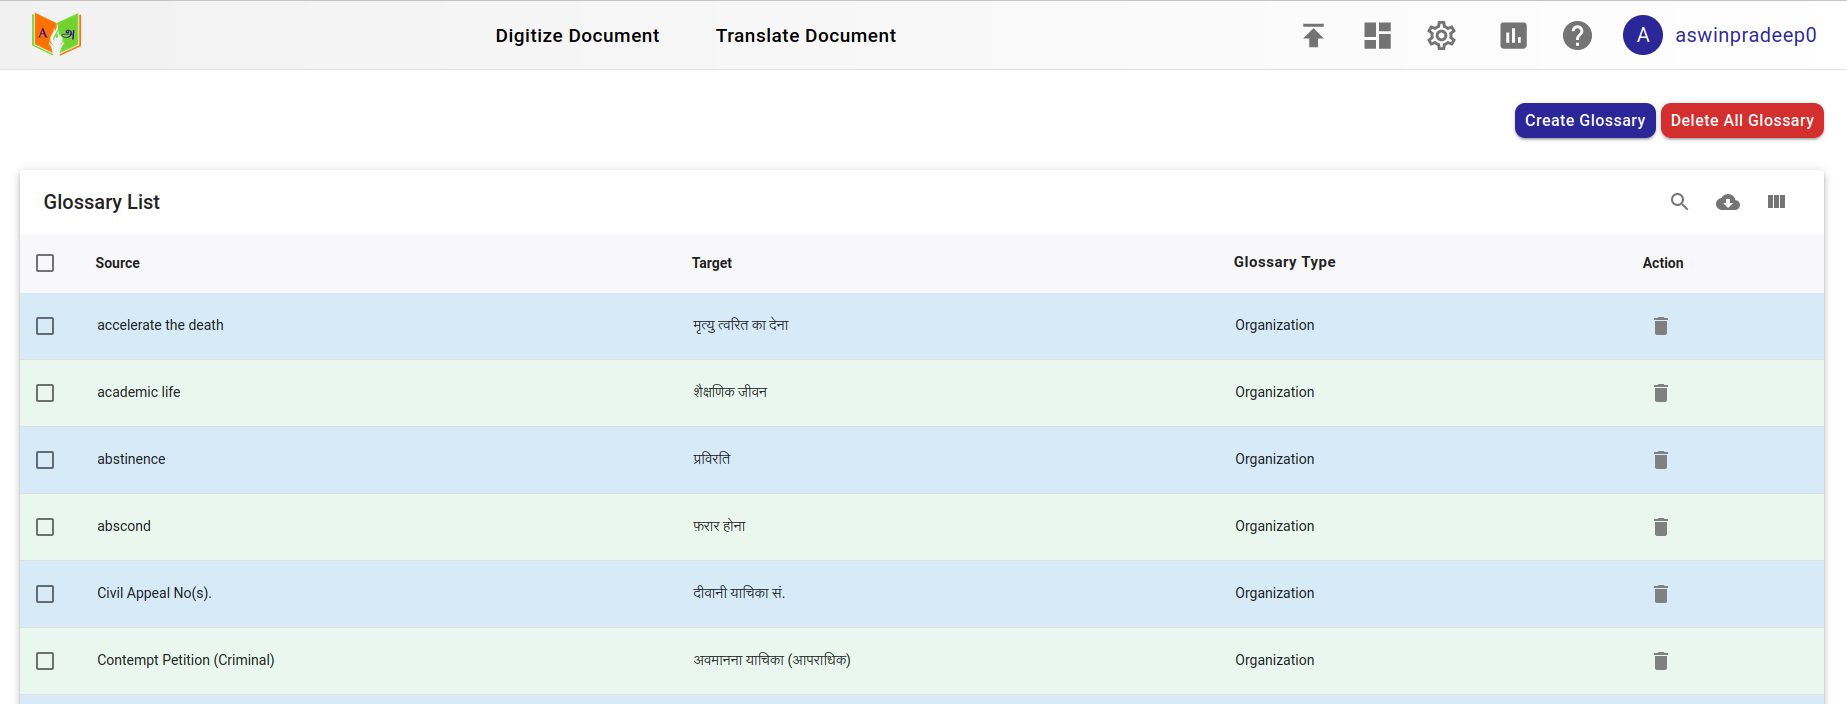 A அ
Digitize Document Translate Document A aswinpradeep0
Create Glossary Delete All Glossary
Glossary List
Source Target Glossary Type Action
accelerate the death मृत्यु त्वरित का देना Organization
academic life शैक्षणिक जीवन Organization
abstinence प्रविरति Organization
abscond फ़रार होना Organization
Civil Appeal No(s). दीवानी याचिका सं. Organization
Contempt Petition (Criminal) अवमानना याचिका (आपराधिक) Organization